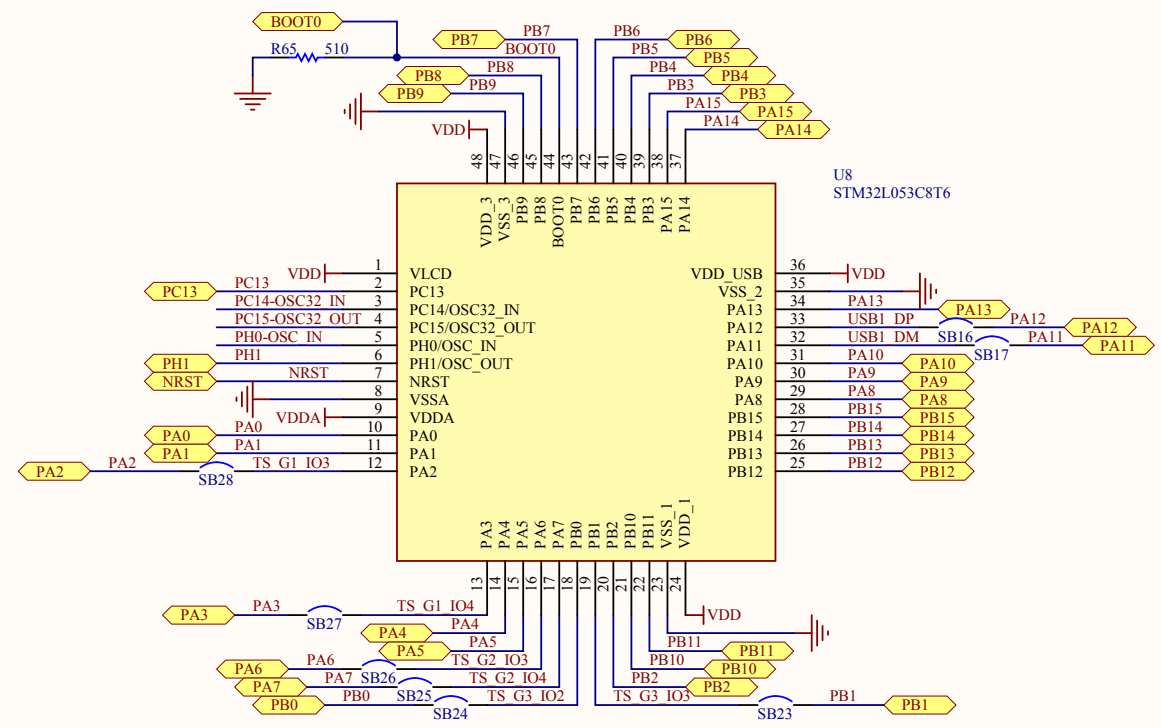 BOOT0
R65 510
BOOT0
PB7 PB7
PB8 PB8
PB9 PB9
VDD
PB6 PB6
PB5 PB5
PB4 PB4
PB3 PB3
PA15 PA15
PA14 PA14
48 47 46 45 44 43 42 41 40 39 38 37
U8
STM32L053C8T6
VDD_3 VSS_3 PB9 PB8 BOOT0 PB7 PB6 PB5 PB4 PB3 PA15 PA14
VDD 1 VLCD
PC13 PC13 2 PC13
PC14-OSC32_IN 3 PC14/OSC32_IN
PC15-OSC32_OUT 4 PC15/OSC32_OUT
PH0-OSC_IN 5 PH0/OSC_IN
PH1 PH1 6 PH1/OSC_OUT
NRST NRST 7 NRST
8 VSSA
VDDA 9 VDDA
PA0 PA0 10 PA0
PA1 PA1 11 PA1
PA2 PA2 SB28 TS_G1_IO3 12 PA2
VDD_USB 36 VDD
VSS_2 35
PA13 34 PA13 PA13
PA12 33 USB1_DP SB16 PA12 PA12
PA11 32 USB1_DM SB17 PA11 PA11
PA10 31 PA10 PA10
PA9 30 PA9 PA9
PA8 29 PA8 PA8
PB15 28 PB15 PB15
PB14 27 PB14 PB14
PB13 26 PB13 PB13
PB12 25 PB12 PB12
PA3 PA4 PA5 PA6 PA7 PB0 PB1 PB2 PB10 PB11 VSS_1 VDD_1
13 14 15 16 17 18 19 20 21 22 23 24
PA3 PA3 SB27 TS_G1_IO4
PA4 PA4
PA5 PA5
PA6 PA6 SB26 TS_G2_IO3
PA7 PA7 SB25 TS_G2_IO4
PB0 PB0 SB24 TS_G3_IO2
VDD
PB11 PB11
PB10 PB10
PB2 PB2
TS_G3_IO3 SB23 PB1 PB1